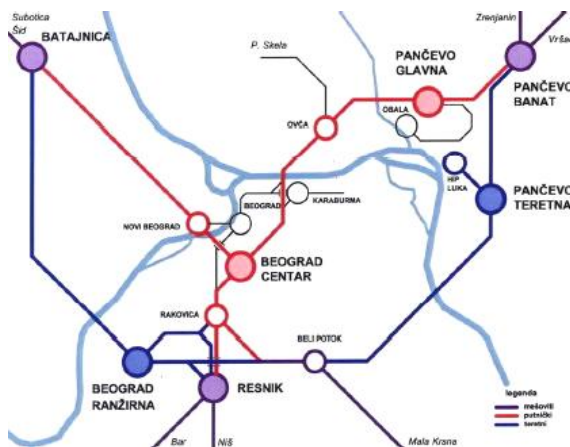 Subotica
Šid
BATAJNICA
P. Skela
Zrenjanin
Vršac
PANČEVO
GLAVNA
PANČEVO
BANAT
OBALA
OVČA
HIP
LUKA
PANČEVO
TERETNA
BEOGRAD
KARABURMA
NOVI BEOGRAD
BEOGRAD
CENTAR
RAKOVICA
BELI POTOK
BEOGRAD
RANŽIRNA
RESNIK
legenda
mešoviti
putnički
teretni
Bar
Niš
Mala Krsna